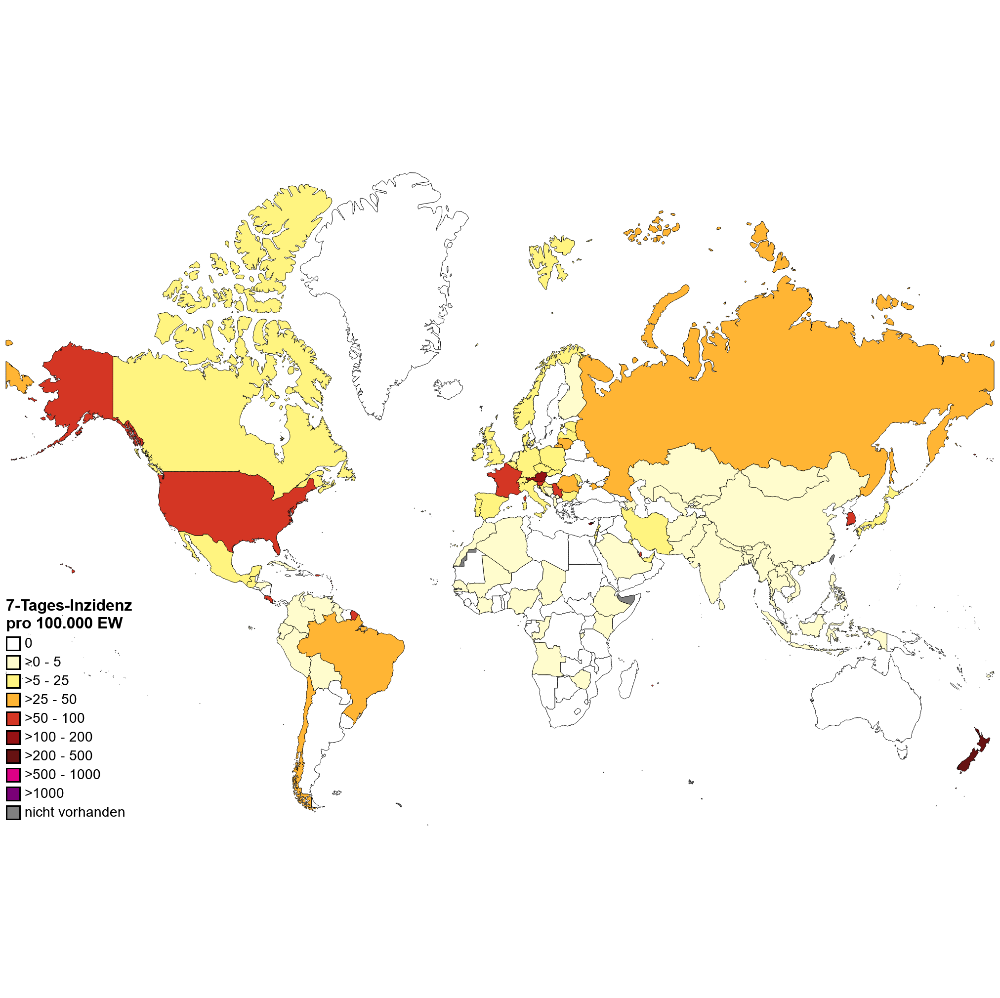 7-Tages-Inzidenz
pro 100.000 EW
0
>0 - 5
>5 - 25
>25 - 50
>50 - 100
>100 - 200
>200 - 500
>500 - 1000
>1000
nicht vorhanden